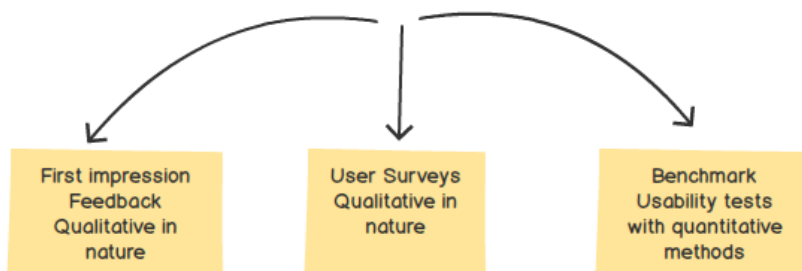 First impression
Feedback
Qualitative in
nature
User Surveys
Qualitative in
nature
Benchmark
Usability tests
with quantitative
methods